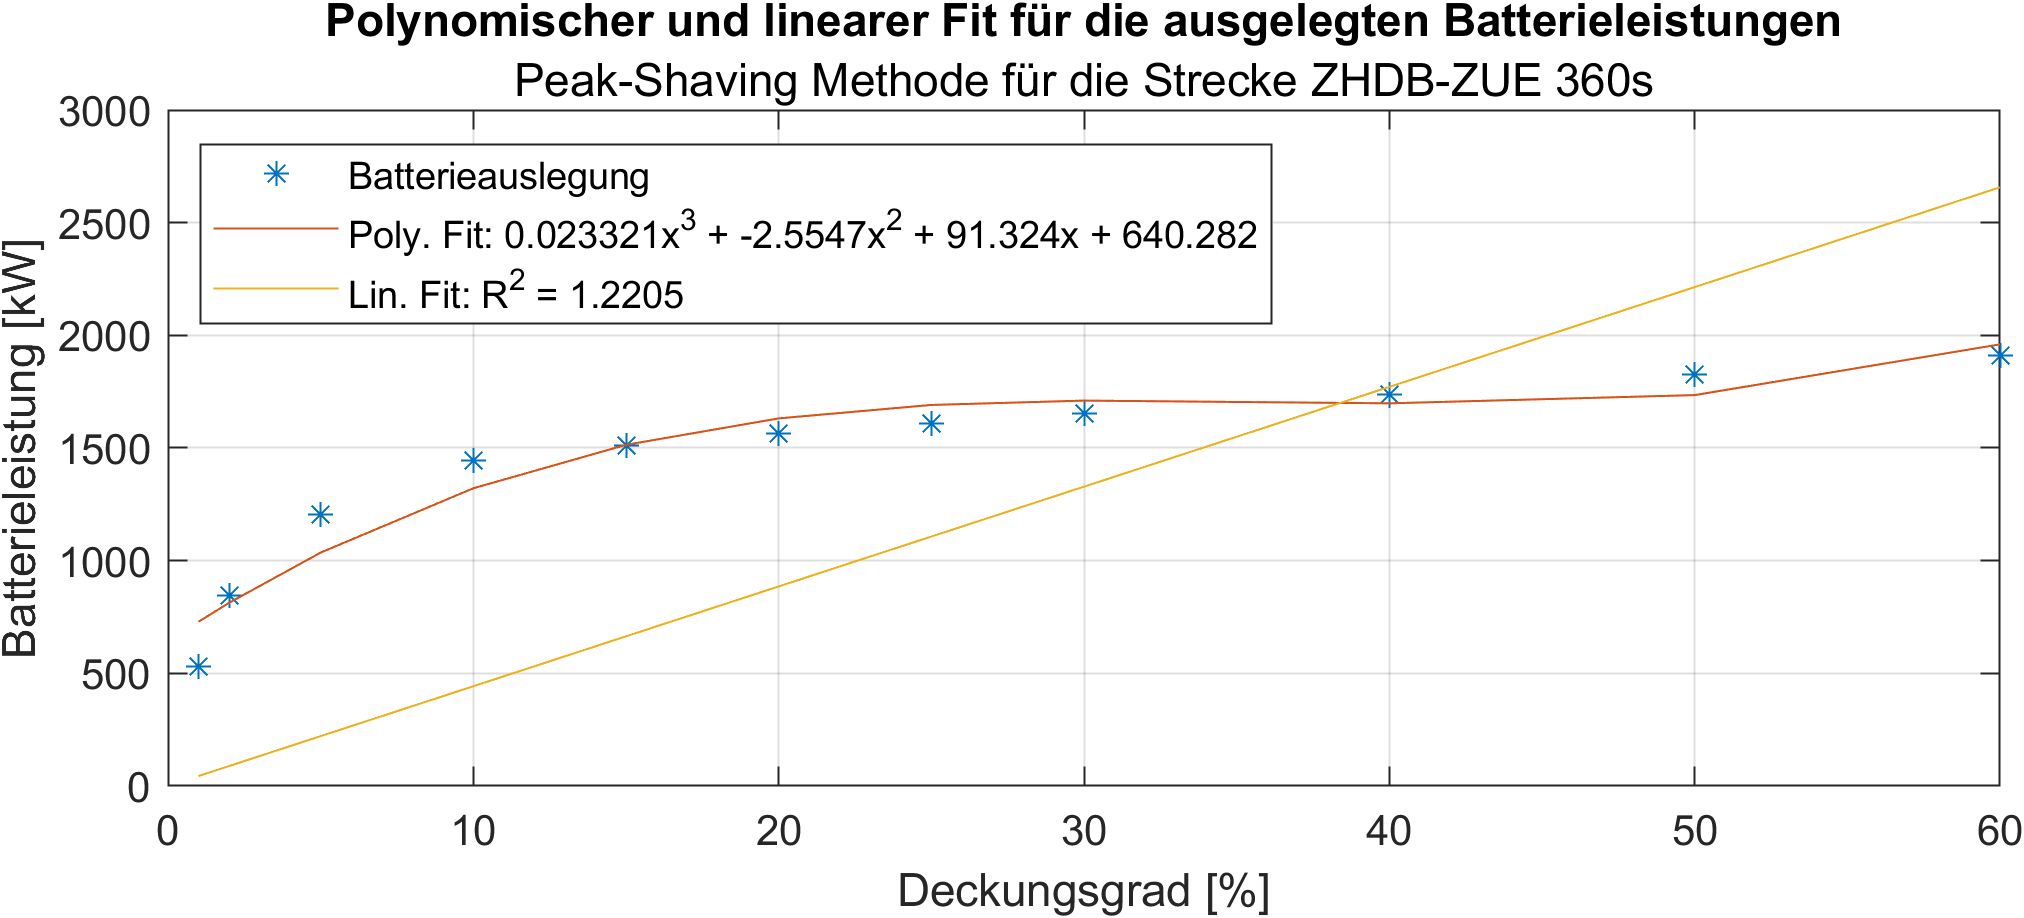 Polynomischer und linearer Fit für die ausgelegten Batterieleistungen
Peak-Shaving Methode für die Strecke ZHDB-ZUE 360s
3000
2500
2000
1500
1000
500
0
Batterieleistung [kW]
Batterieauslegung
Poly. Fit: 0.023321x³ + -2.5547x² + 91.324x + 640.282
Lin. Fit: R² = 1.2205
0 10 20 30 40 50 60
Deckungsgrad [%]